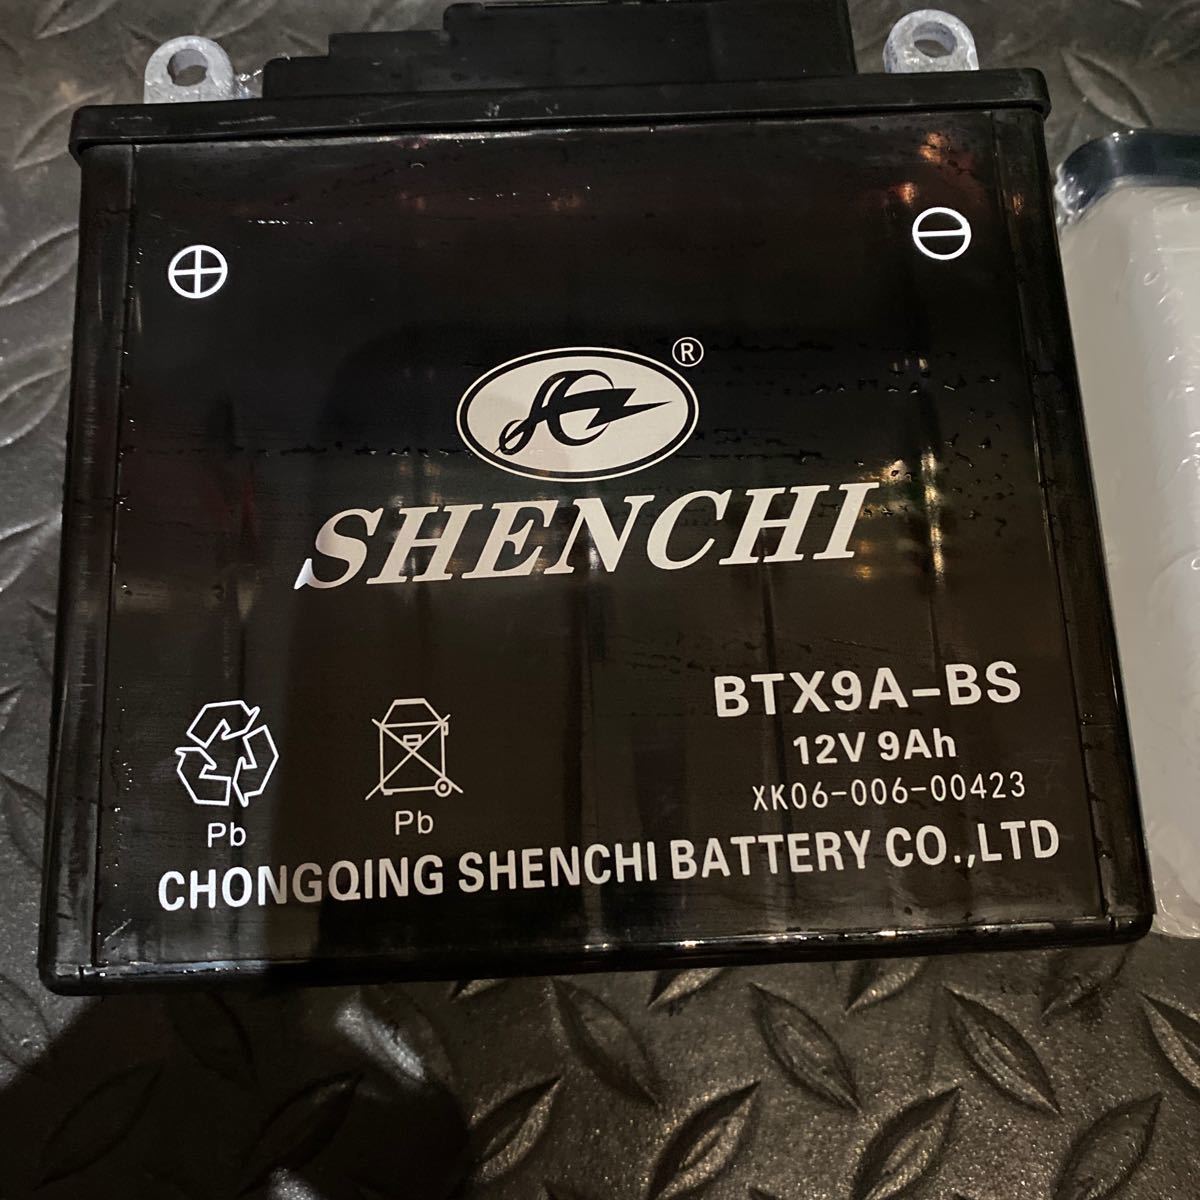 ⊕ ⊖
®
SHENCHI
BTX9A-BS
12V 9Ah
XK06-006-00423
Pb Pb
CHONGQING SHENCHI BATTERY CO.,LTD